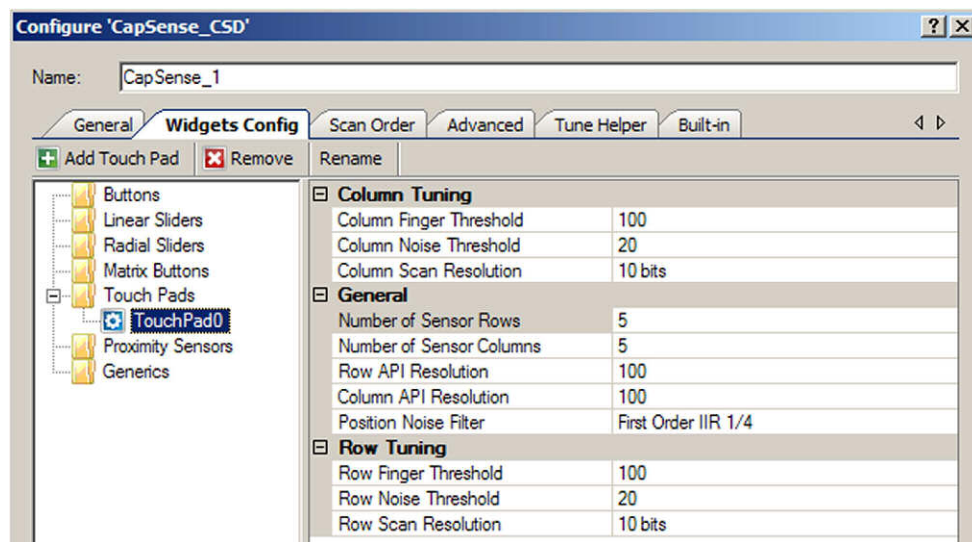 Configure 'CapSense_CSD'
Name: CapSense_1
General Widgets Config Scan Order Advanced Tune Helper Built-in
Add Touch Pad Remove Rename
Buttons
Linear Sliders
Radial Sliders
Matrix Buttons
Touch Pads
TouchPad0
Proximity Sensors
Generics
Column Tuning
Column Finger Threshold 100
Column Noise Threshold 20
Column Scan Resolution 10 bits
General
Number of Sensor Rows 5
Number of Sensor Columns 5
Row API Resolution 100
Column API Resolution 100
Position Noise Filter First Order IIR 1/4
Row Tuning
Row Finger Threshold 100
Row Noise Threshold 20
Row Scan Resolution 10 bits